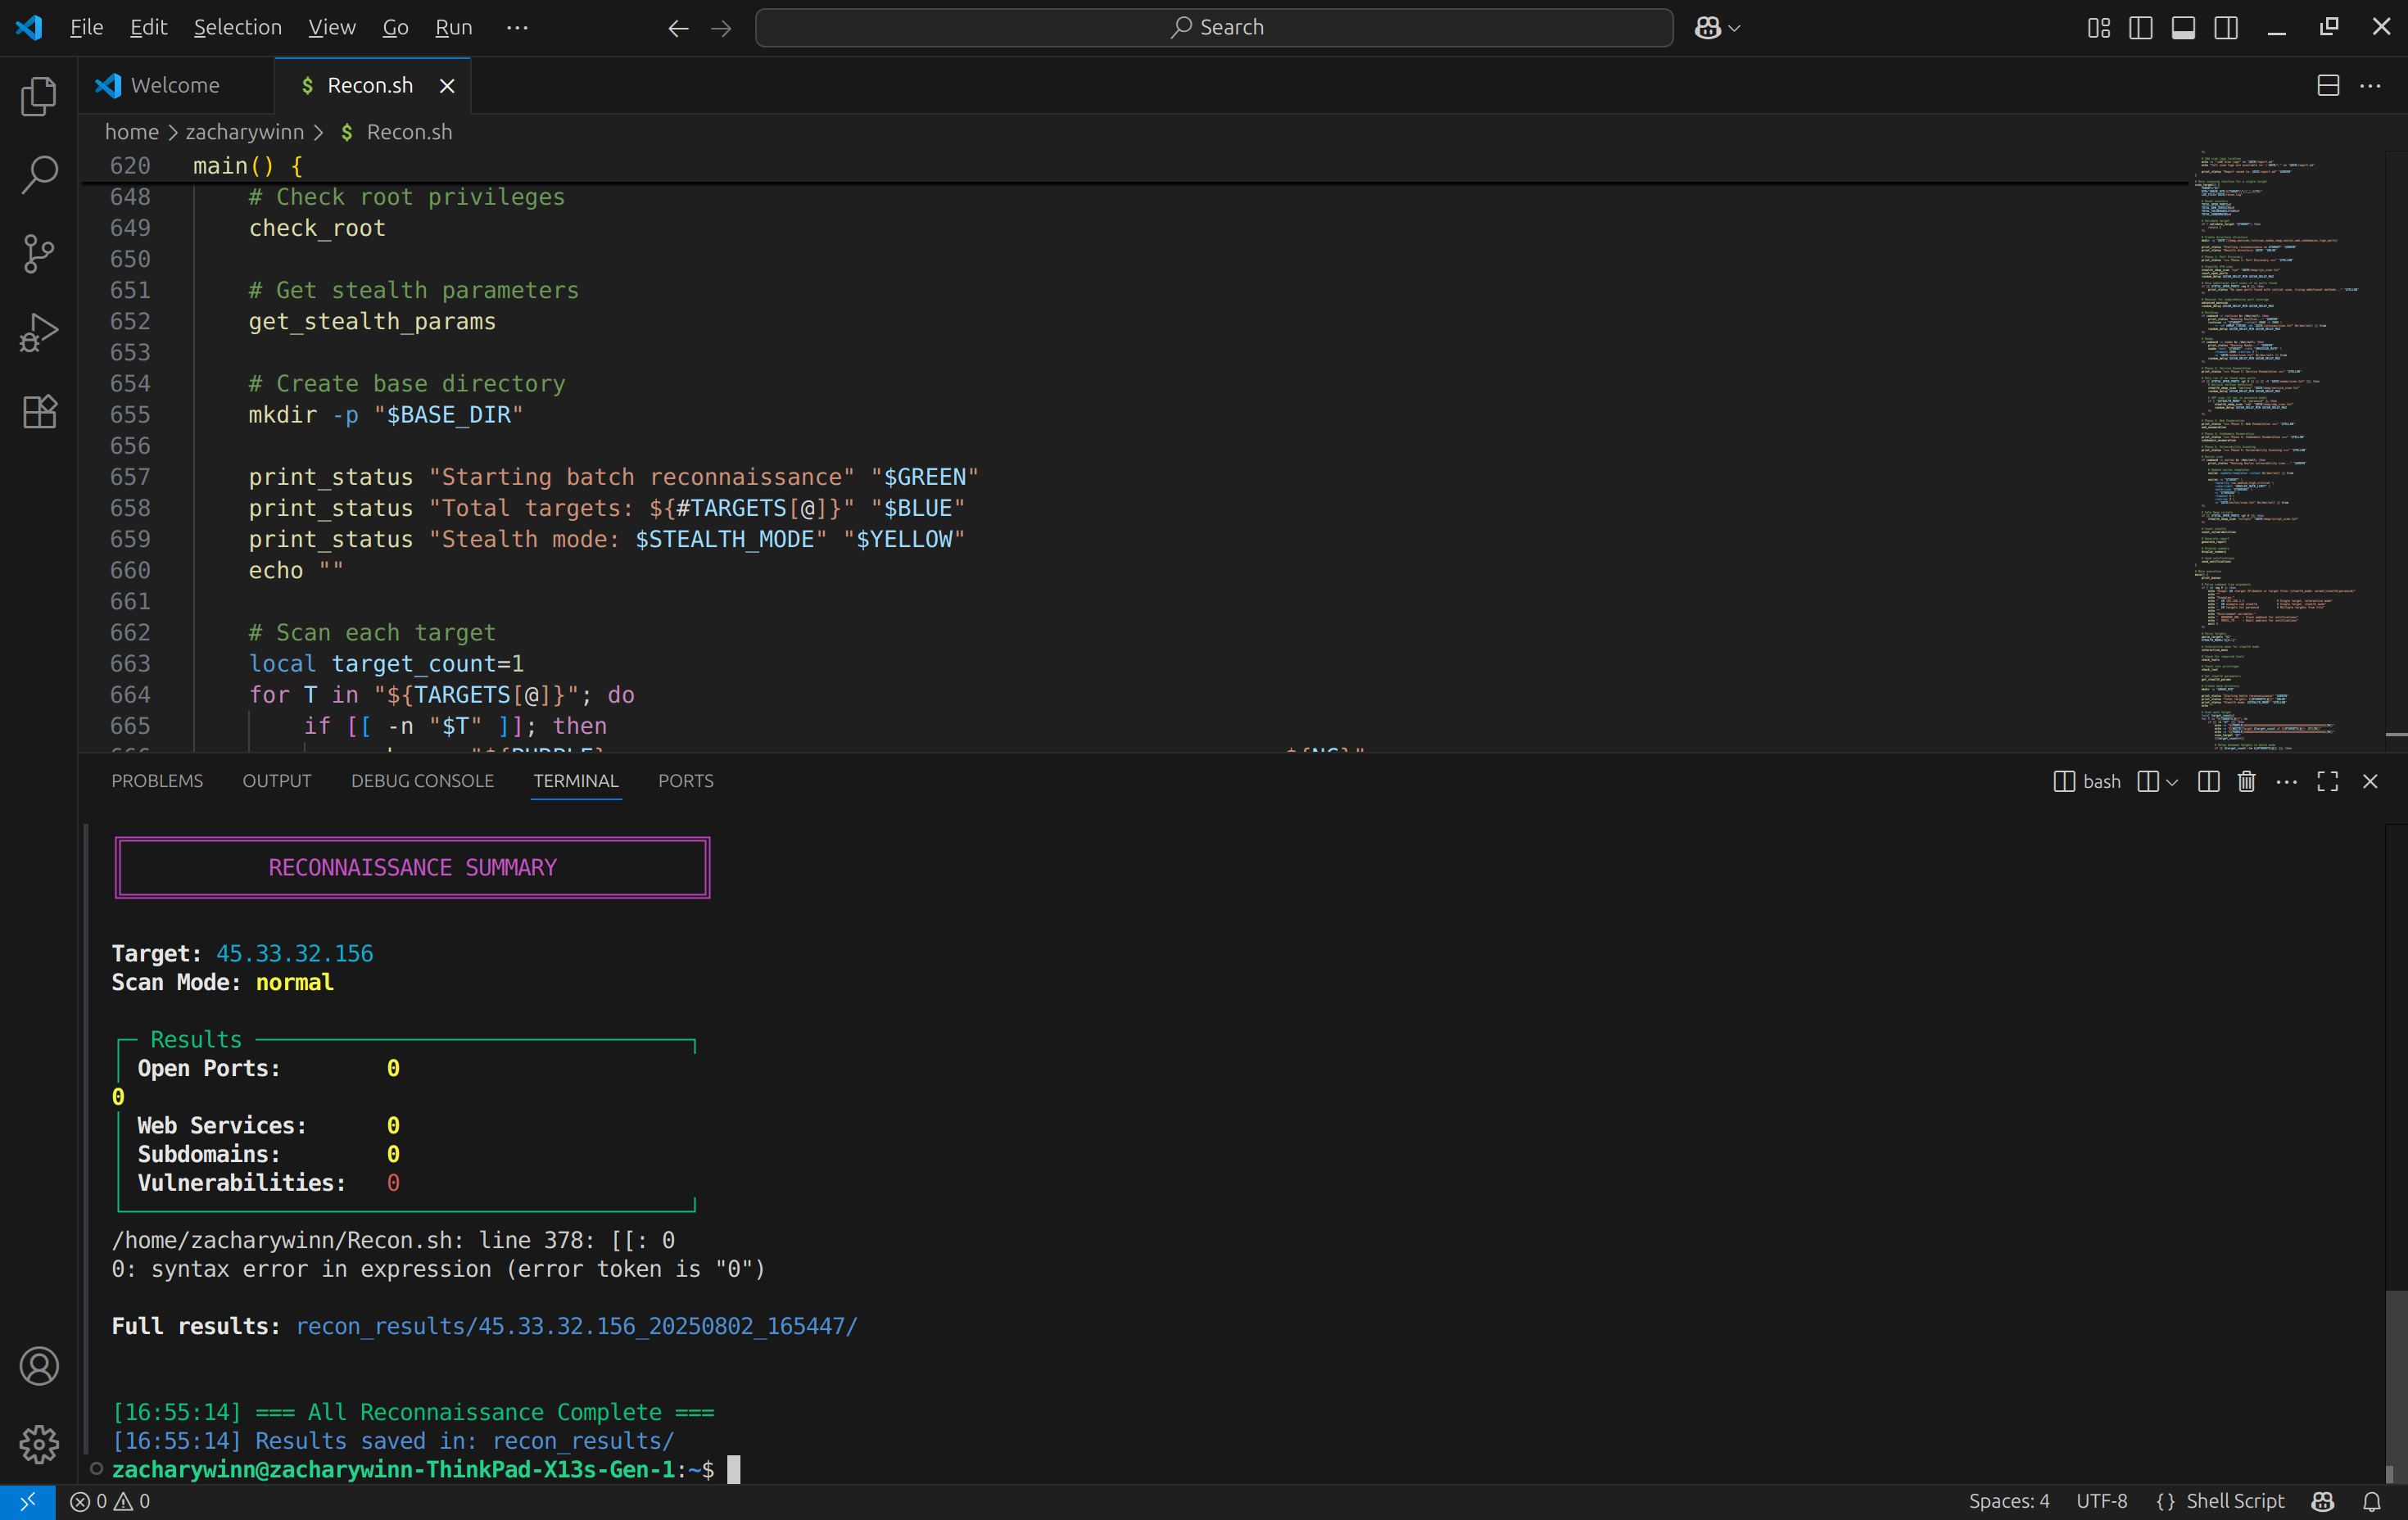 File Edit Selection View Go Run ··· Search
Welcome $ Recon.sh
home > zacharywinn > $ Recon.sh
620 main() {
648 # Check root privileges
649 check_root
650
651 # Get stealth parameters
652 get_stealth_params
653
654 # Create base directory
655 mkdir -p "$BASE_DIR"
656
657 print_status "Starting batch reconnaissance" "$GREEN"
658 print_status "Total targets: ${#TARGETS[@]}" "$BLUE"
659 print_status "Stealth mode: $STEALTH_MODE" "$YELLOW"
660 echo ""
661
662 # Scan each target
663 local target_count=1
664 for T in "${TARGETS[@]}"; do
665 if [[ -n "$T" ]]; then
PROBLEMS OUTPUT DEBUG CONSOLE TERMINAL PORTS bash
RECONNAISSANCE SUMMARY
Target: 45.33.32.156
Scan Mode: normal
Results
Open Ports: 0
0
Web Services: 0
Subdomains: 0
Vulnerabilities: 0
/home/zacharywinn/Recon.sh: line 378: [[: 0
0: syntax error in expression (error token is "0")
Full results: recon_results/45.33.32.156_20250802_165447/
[16:55:14] === All Reconnaissance Complete ===
[16:55:14] Results saved in: recon_results/
zacharywinn@zacharywinn-ThinkPad-X13s-Gen-1:~$
0 0 Spaces: 4 UTF-8 {} Shell Script